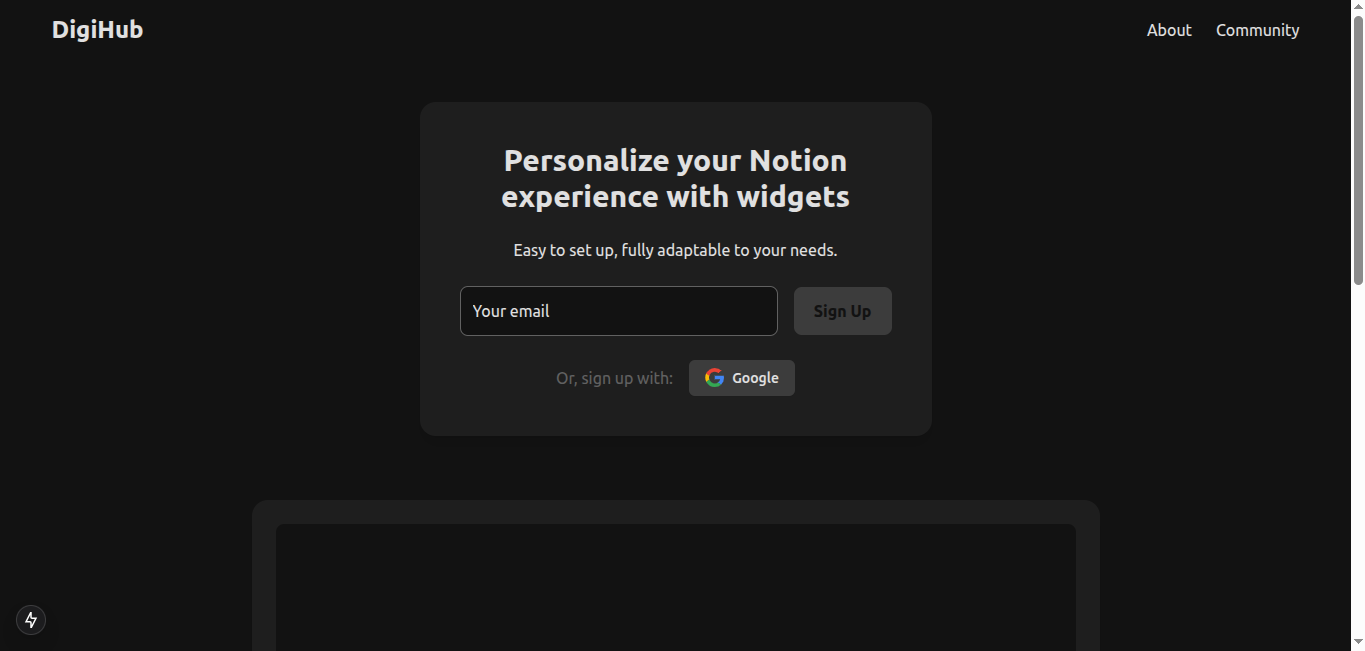 DigiHub
About
Community
Personalize your Notion
experience with widgets
Easy to set up, fully adaptable to your needs.
Your email
Sign Up
Or, sign up with:
Google